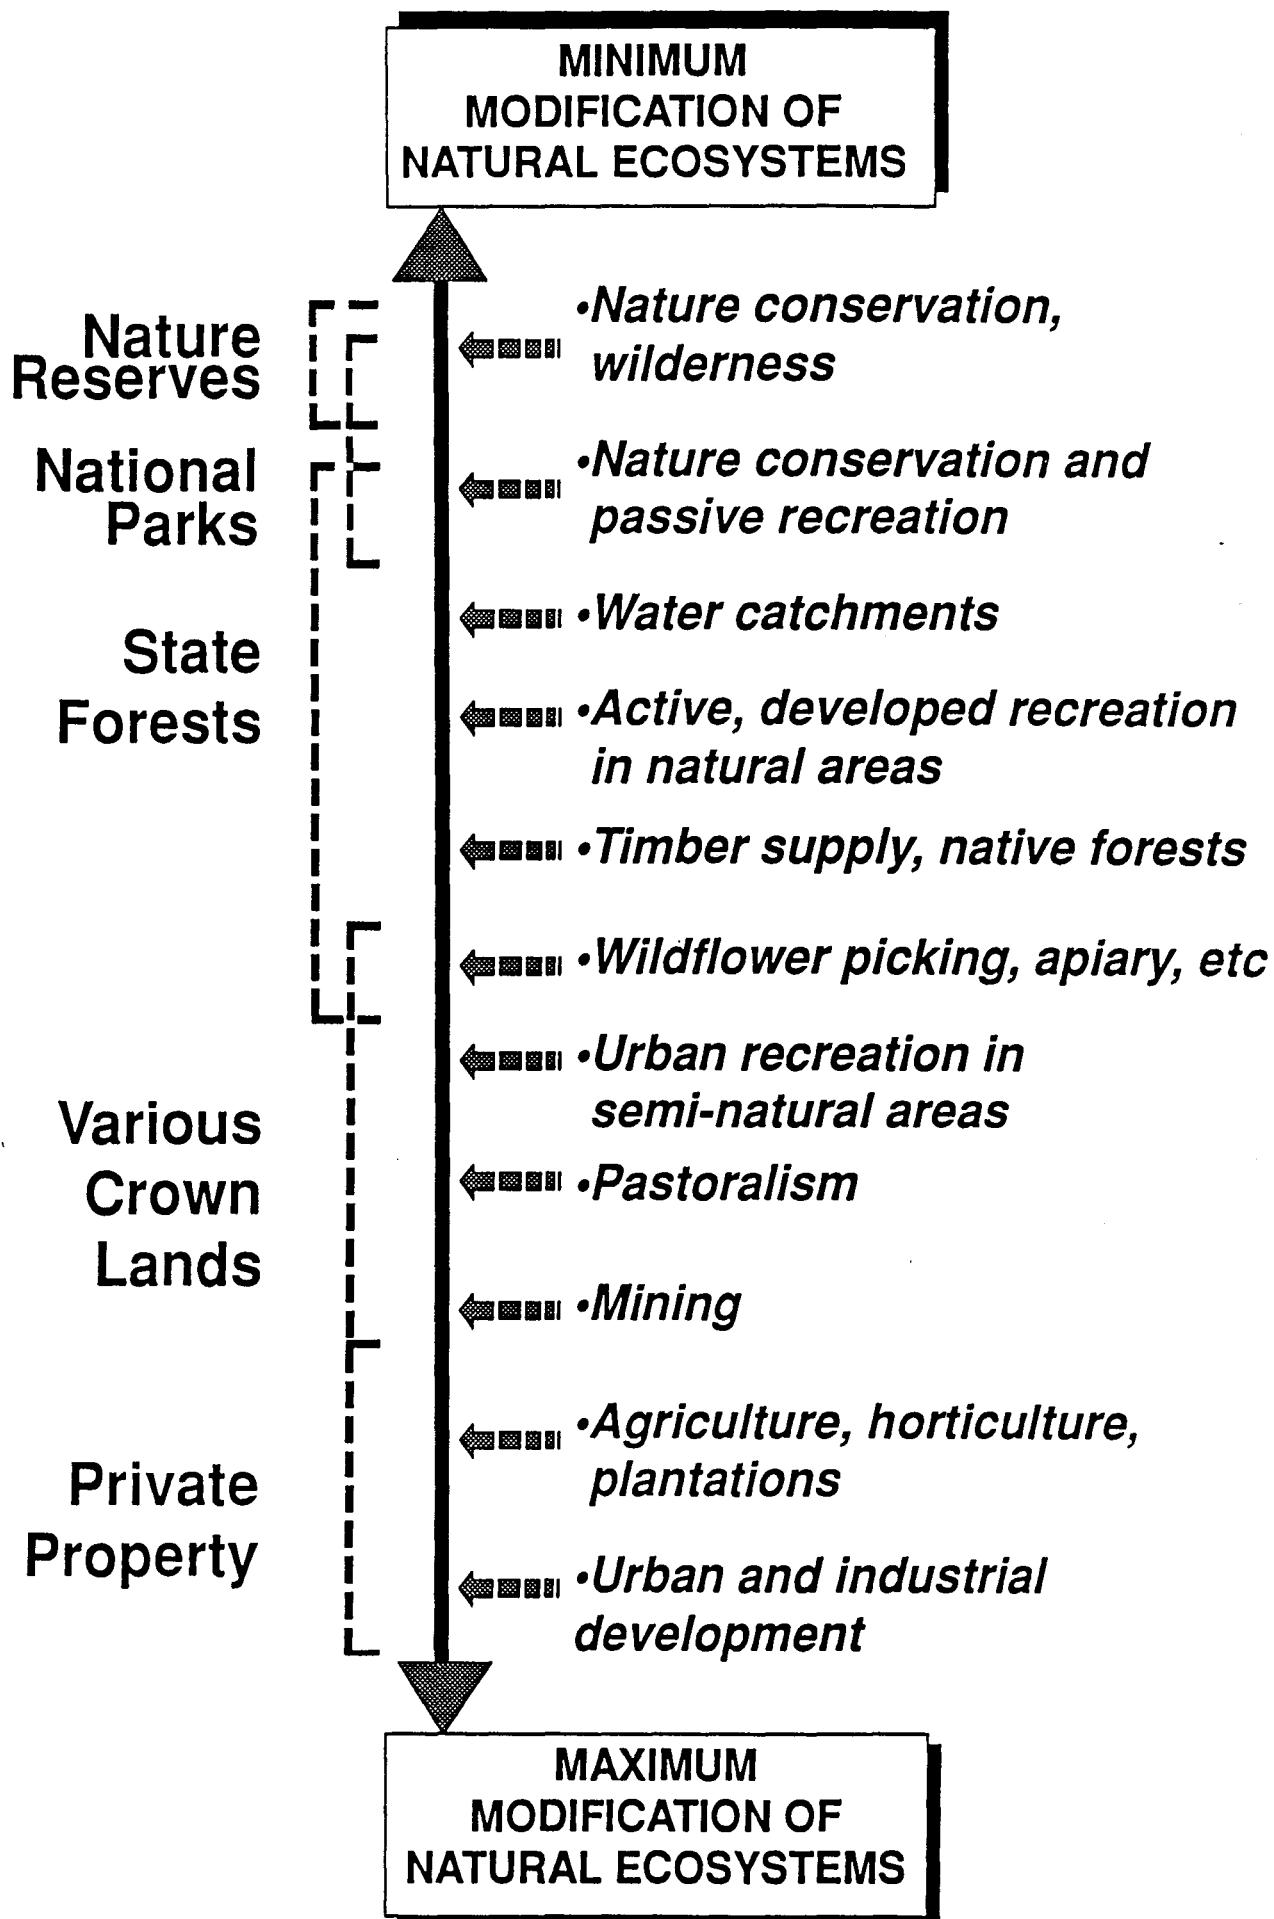 MINIMUM
MODIFICATION OF
NATURAL ECOSYSTEMS
Nature
Reserves
•Nature conservation,
wilderness
National
Parks
•Nature conservation and
passive recreation
•Water catchments
State
Forests
•Active, developed recreation
in natural areas
•Timber supply, native forests
•Wildflower picking, apiary, etc
•Urban recreation in
semi-natural areas
Various
Crown
Lands
•Pastoralism
•Mining
•Agriculture, horticulture,
plantations
Private
Property
•Urban and industrial
development
MAXIMUM
MODIFICATION OF
NATURAL ECOSYSTEMS